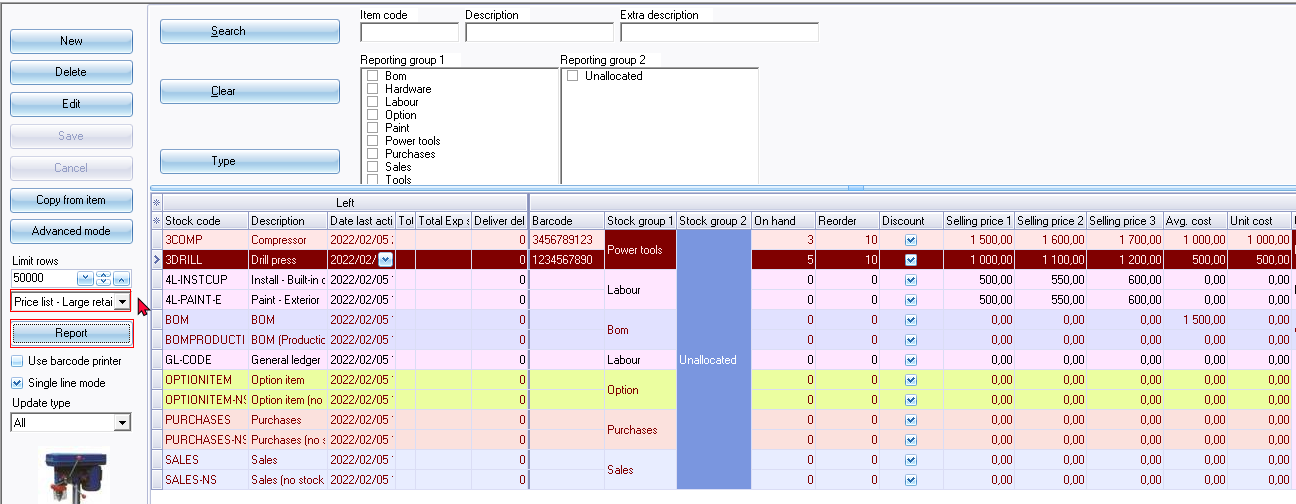 Item code Description Extra description
New Search
Delete Reporting group 1 Reporting group 2
Bom Unallocated
Edit Clear Hardware
Labour
Option
Save Paint
Power tools
Cancel Type Purchases
Sales
Tools
Copy from item Left
Advanced mode Stock code Description Date last acti Tot Total Exp s Deliver del Barcode Stock group 1 Stock group 2 On hand Reorder Discount Selling price 1 Selling price 2 Selling price 3 Avg. cost Unit cost
3COMP Compressor 2022/02/05 0 3456789123 Power tools 3 10 1 500,00 1 600,00 1 700,00 1 000,00 1 000,00
Limit rows 3DRILL Drill press 2022/02/ 0 1234567890 5 10 1 000,00 1 100,00 1 200,00 500,00 500,00
50000 4L-INSTCUP Install - Built-in c 2022/02/05 0 Labour 0 0 500,00 550,00 600,00 0,00 0,00
Price list - Large retai 4L-PAINT-E Paint - Exterior 2022/02/05 0 0 0 500,00 550,00 600,00 0,00 0,00
BOM BOM 2022/02/05 0 Bom 0 0 0,00 0,00 0,00 1 500,00 0,00
Report BOMPRODUCTI BOM (Productic 2022/02/05 0 0 0 0,00 0,00 0,00 0,00 0,00
Use barcode printer GL-CODE General ledger 2022/02/05 0 Labour Unallocated 0 0 0,00 0,00 0,00 0,00 0,00
Single line mode OPTIONITEM Option item 2022/02/05 0 Option 0 0 0,00 0,00 0,00 0,00 0,00
Update type OPTIONITEM-NS Option item (no 2022/02/05 0 0 0 0,00 0,00 0,00 0,00 0,00
All PURCHASES Purchases 2022/02/05 0 Purchases 0 0 0,00 0,00 0,00 0,00 0,00
PURCHASES-NS Purchases (no s 2022/02/05 0 0 0 0,00 0,00 0,00 0,00 0,00
SALES Sales 2022/02/05 0 Sales 0 0 0,00 0,00 0,00 0,00 0,00
SALES-NS Sales (no stock 2022/02/05 0 0 0 0,00 0,00 0,00 0,00 0,00